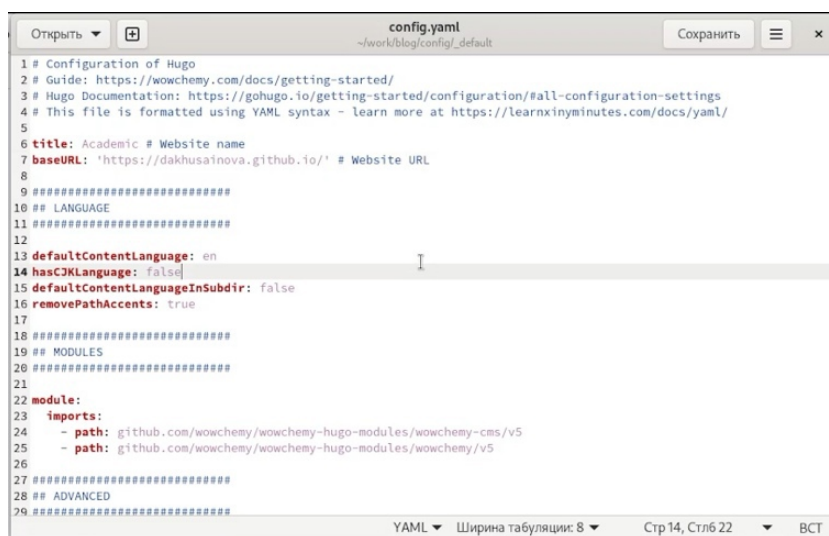 Открыть
config.yaml
~/work/blog/config/_default
Сохранить
1 # Configuration of Hugo
2 # Guide: https://wowchemy.com/docs/getting-started/
3 # Hugo Documentation: https://gohugo.io/getting-started/configuration/#all-configuration-settings
4 # This file is formatted using YAML syntax - learn more at https://learnxinyminutes.com/docs/yaml/
5
6 title: Academic # Website name
7 baseURL: 'https://dakhusainova.github.io/' # Website URL
8
9 ############################
10 ## LANGUAGE
11 ############################
12
13 defaultContentLanguage: en
14 hasCJKLanguage: false
15 defaultContentLanguageInSubdir: false
16 removePathAccents: true
17
18 ############################
19 ## MODULES
20 ############################
21
22 module:
23   imports:
24     - path: github.com/wowchemy/wowchemy-hugo-modules/wowchemy-cms/v5
25     - path: github.com/wowchemy/wowchemy-hugo-modules/wowchemy/v5
26
27 ############################
28 ## ADVANCED
29 ############################
YAML Ширина табуляции: 8 Стр 14, Стлб 22 ВСТ